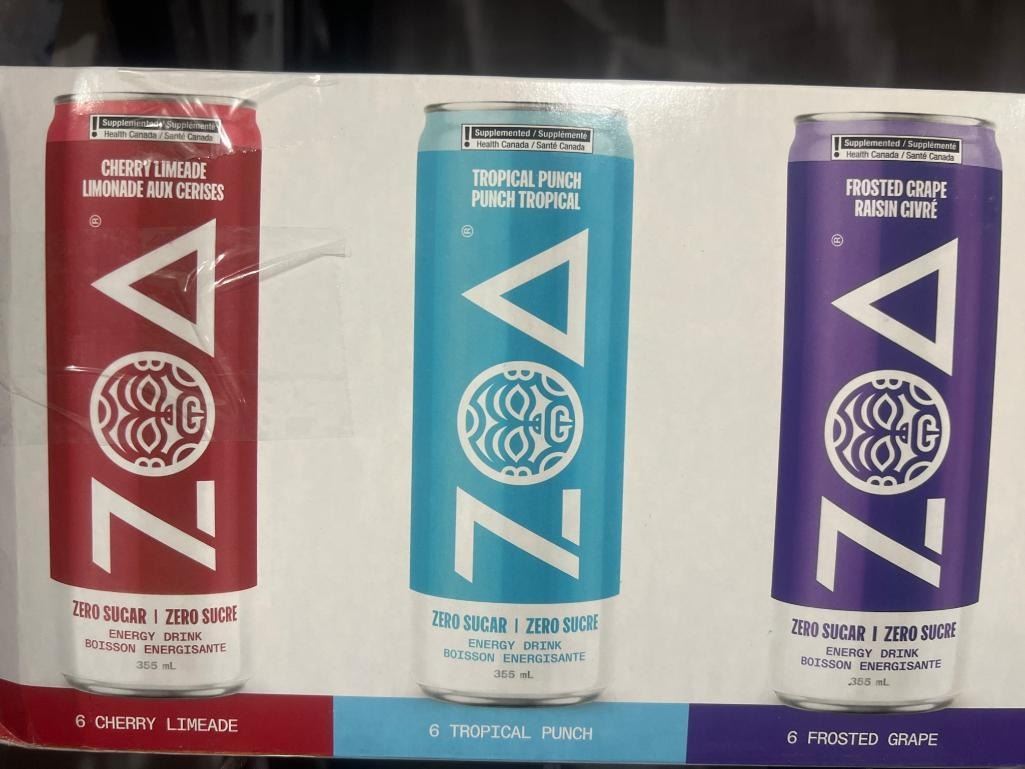 Supplemented / Supplémenté
Health Canada / Santé Canada
CHERRY LIMEADE
LIMONADE AUX CERISES
®
ZOA
ZERO SUGAR | ZERO SUCRE
ENERGY DRINK
BOISSON ENERGISANTE
355 mL
6 CHERRY LIMEADE
Supplemented / Supplémenté
Health Canada / Santé Canada
TROPICAL PUNCH
PUNCH TROPICAL
®
ZOA
ZERO SUGAR | ZERO SUCRE
ENERGY DRINK
BOISSON ENERGISANTE
355 mL
6 TROPICAL PUNCH
Supplemented / Supplémenté
Health Canada / Santé Canada
FROSTED GRAPE
RAISIN GIVRÉ
®
ZOA
ZERO SUGAR | ZERO SUCRE
ENERGY DRINK
BOISSON ENERGISANTE
355 mL
6 FROSTED GRAPE